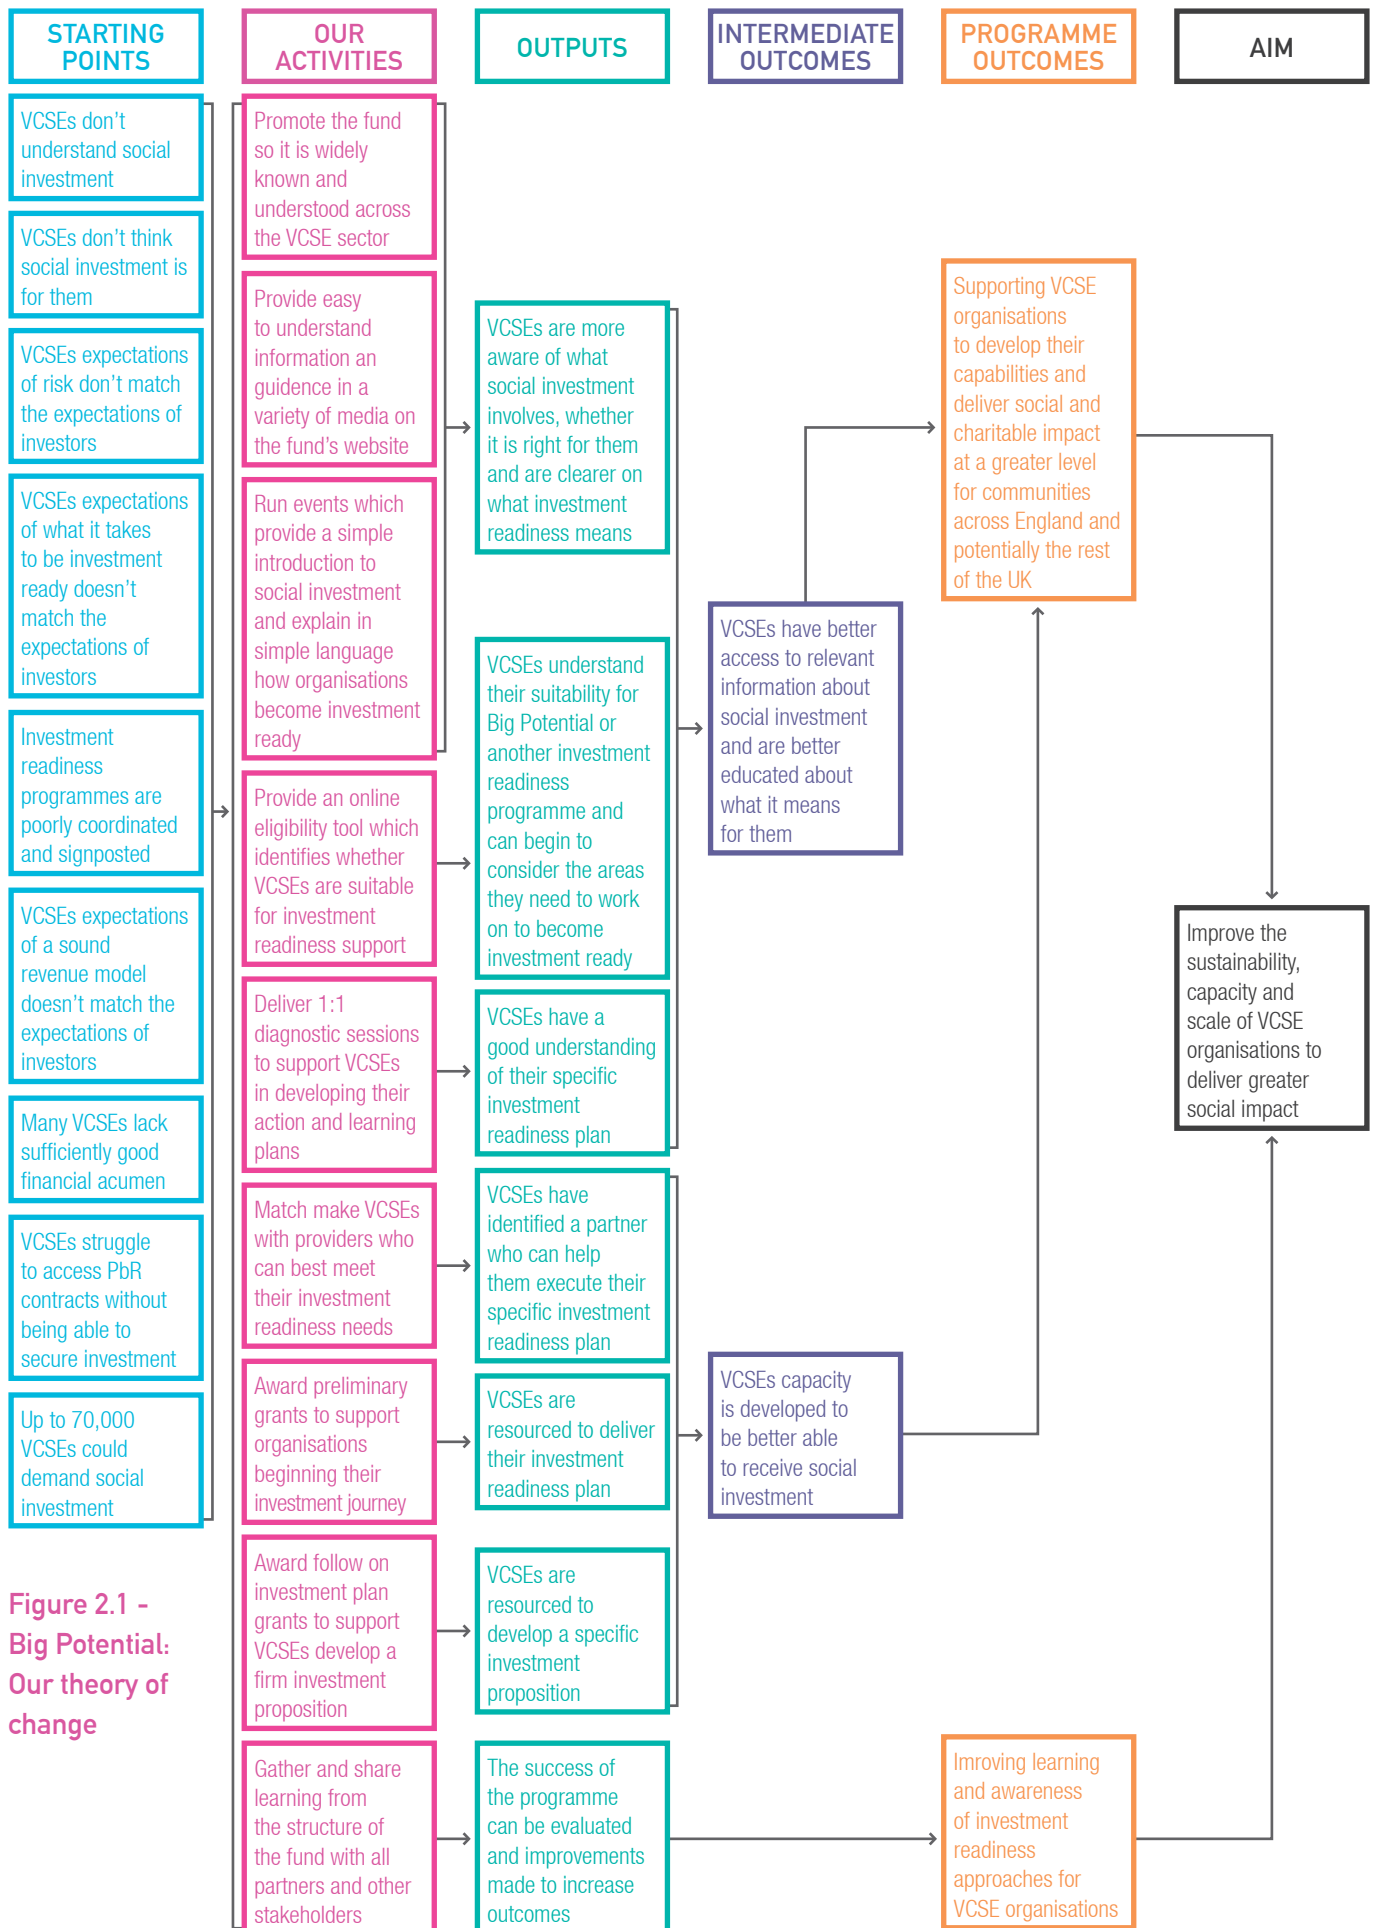 STARTING
POINTS
OUR
ACTIVITIES
OUTPUTS
INTERMEDIATE
OUTCOMES
PROGRAMME
OUTCOMES
AIM
VCSEs don't
understand social
investment
VCSEs don't think
social investment is
for them
VCSEs expectations
of risk don't match
the expectations of
investors
VCSEs expectations
of what it takes
to be investment
ready doesn't
match the
expectations of
investors
Investment
readiness
programmes are
poorly coordinated
and signposted
VCSEs expectations
of a sound
revenue model
doesn't match the
expectations of
investors
Many VCSEs lack
sufficiently good
financial acumen
VCSEs struggle
to access PbR
contracts without
being able to
secure investment
Up to 70,000
VCSEs could
demand social
investment
Promote the fund
so it is widely
known and
understood across
the VCSE sector
Provide easy
to understand
information an
guidence in a
variety of media on
the fund's website
Run events which
provide a simple
introduction to
social investment
and explain in
simple language
how organisations
become investment
ready
Provide an online
eligibility tool which
identifies whether
VCSEs are suitable
for investment
readiness support
Deliver 1:1
diagnostic sessions
to support VCSEs
in developing their
action and learning
plans
Match make VCSEs
with providers who
can best meet
their investment
readiness needs
Award preliminary
grants to support
organisations
beginning their
investment journey
Award follow on
investment plan
grants to support
VCSEs develop a
firm investment
proposition
Gather and share
learning from
the structure of
the fund with all
partners and other
stakeholders
VCSEs are more
aware of what
social investment
involves, whether
it is right for them
and are clearer on
what investment
readiness means
VCSEs understand
their suitability for
Big Potential or
another investment
readiness
programme and
can begin to
consider the areas
they need to work
on to become
investment ready
VCSEs have a
good understanding
of their specific
investment
readiness plan
VCSEs have
identified a partner
who can help
them execute their
specific investment
readiness plan
VCSEs are
resourced to deliver
their investment
readiness plan
VCSEs are
resourced to
develop a specific
investment
proposition
The success of
the programme
can be evaluated
and improvements
made to increase
outcomes
VCSEs have better
access to relevant
information about
social investment
and are better
educated about
what it means
for them
VCSEs capacity
is developed to
be better able
to receive social
investment
Supporting VCSE
organisations
to develop their
capabilities and
deliver social and
charitable impact
at a greater level
for communities
across England and
potentially the rest
of the UK
Imroving learning
and awareness
of investment
readiness
approaches for
VCSE organisations
Improve the
sustainability,
capacity and
scale of VCSE
organisations to
deliver greater
social impact
Figure 2.1 -
Big Potential:
Our theory of
change